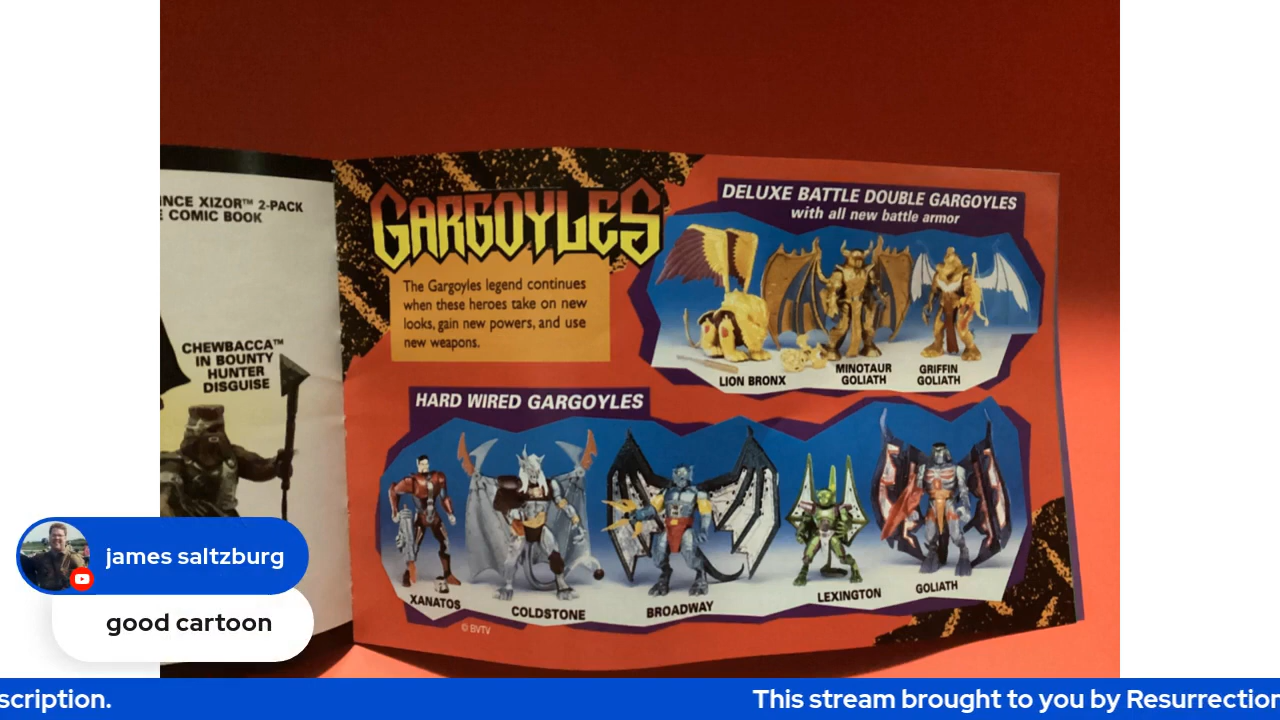 INCE XIZOR™ 2-PACK
E COMIC BOOK
CHEWBACCA™
IN BOUNTY
HUNTER
DISGUISE
GARGOYLES
The Gargoyles legend continues
when these heroes take on new
looks, gain new powers, and use
new weapons.
DELUXE BATTLE DOUBLE GARGOYLES
with all new battle armor
LION BRONX
MINOTAUR
GOLIATH
GRIFFIN
GOLIATH
HARD WIRED GARGOYLES
XANATOS
COLDSTONE
BROADWAY
LEXINGTON
GOLIATH
© BVTV
james saltzburg
good cartoon
scription.
This stream brought to you by Resurrection